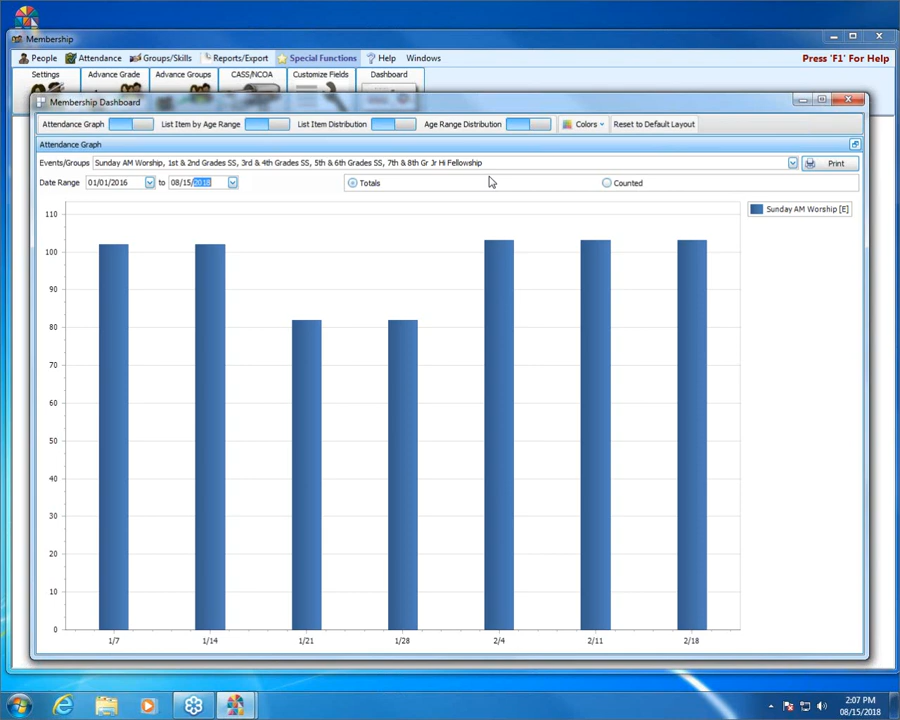 Membership
People Attendance Groups/Skills Reports/Export Special Functions Help Windows Press 'F1' For Help
Settings Advance Grade Advance Groups CASS/NCOA Customize Fields Dashboard
Membership Dashboard
Attendance Graph List Item by Age Range List Item Distribution Age Range Distribution Colors Reset to Default Layout
Attendance Graph
Events/Groups Sunday AM Worship, 1st & 2nd Grades SS, 3rd & 4th Grades SS, 5th & 6th Grades SS, 7th & 8th Gr Jr Hi Fellowship Print
Date Range 01/01/2016 to 08/15/2018 Totals Counted
Sunday AM Worship [E]
110
100
90
80
70
60
50
40
30
20
10
0
1/7 1/14 1/21 1/28 2/4 2/11 2/18
2:07 PM
08/15/2018